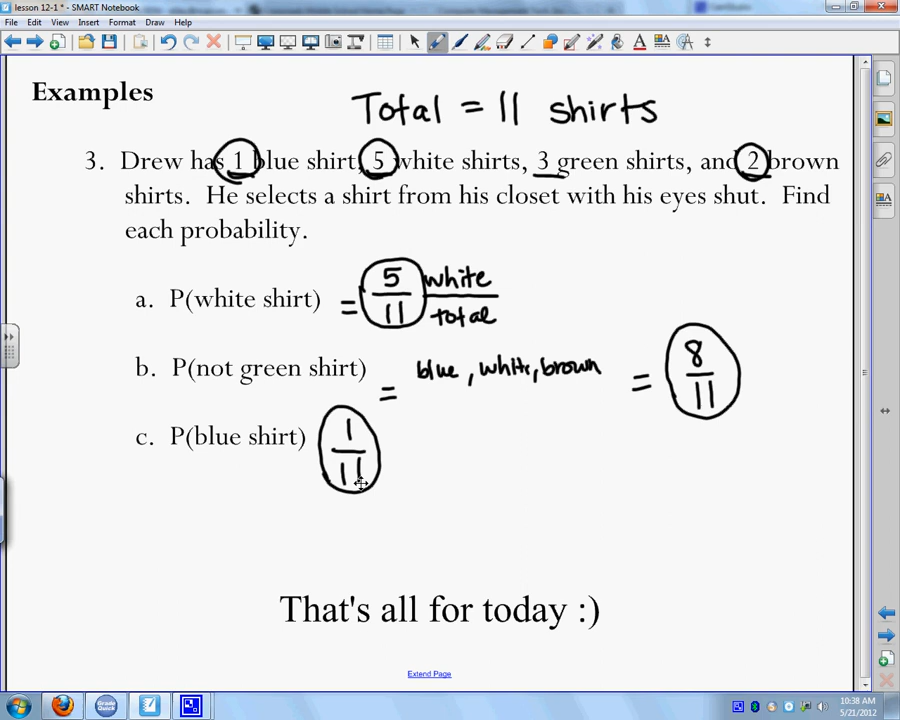 lesson 12-1 * - SMART Notebook
File Edit View Insert Format Draw Help
Examples
Total = 11 shirts
3. Drew has 1 blue shirt, 5 white shirts, 3 green shirts, and 2 brown
shirts. He selects a shirt from his closet with his eyes shut. Find
each probability.
a. P(white shirt) = 5/11 white/total
b. P(not green shirt) = blue, white, brown = 8/11
c. P(blue shirt) 1/11
That's all for today :)
Extend Page
Grade Quick
10:38 AM
5/21/2012